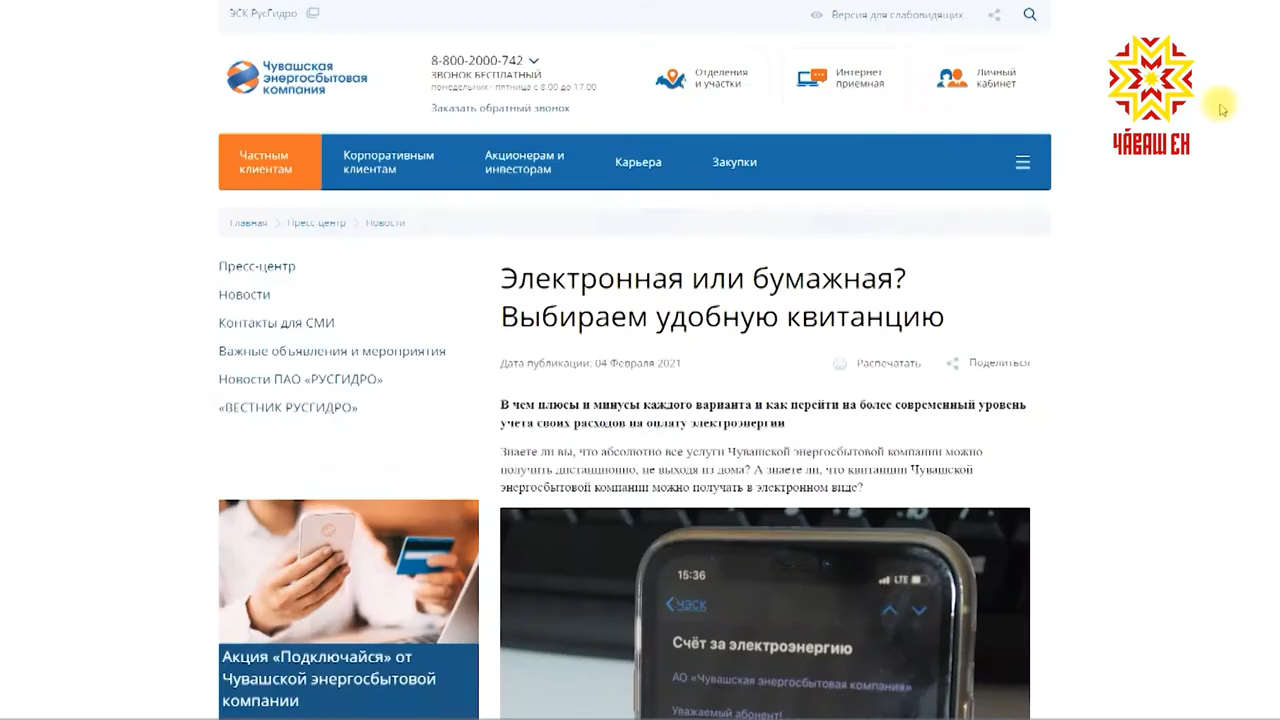 ЭСК РусГидро
Версия для слабовидящих
Чувашская
энергосбытовая
компания
8-800-2000-742
ЗВОНОК БЕСПЛАТНЫЙ
понедельник - пятница с 8.00 до 17.00
Заказать обратный звонок
Отделения
и участки
Интернет
приемная
Личный
кабинет
ЧӐВАШ ЕН
Частным
клиентам
Корпоративным
клиентам
Акционерам и
инвесторам
Карьера
Закупки
Главная
Пресс-центр
Новости
Пресс-центр
Новости
Контакты для СМИ
Важные объявления и мероприятия
Новости ПАО «РУСГИДРО»
«ВЕСТНИК РУСГИДРО»
Электронная или бумажная?
Выбираем удобную квитанцию
Дата публикации: 04 Февраля 2021
Распечатать
Поделиться
В чем плюсы и минусы каждого варианта и как перейти на более современный уровень
учета своих расходов на оплату электроэнергии
Знаете ли вы, что абсолютно все услуги Чувашской энергосбытовой компании можно
получить дистанционно, не выходя из дома? А знаете ли, что квитанции Чувашской
энергосбытовой компании можно получать в электронном виде?
15:36
LTE
ЧЭСК
Счёт за электроэнергию
АО «Чувашская энергосбытовая компания»
Уважаемый абонент!
Акция «Подключайся» от
Чувашской энергосбытовой
компании